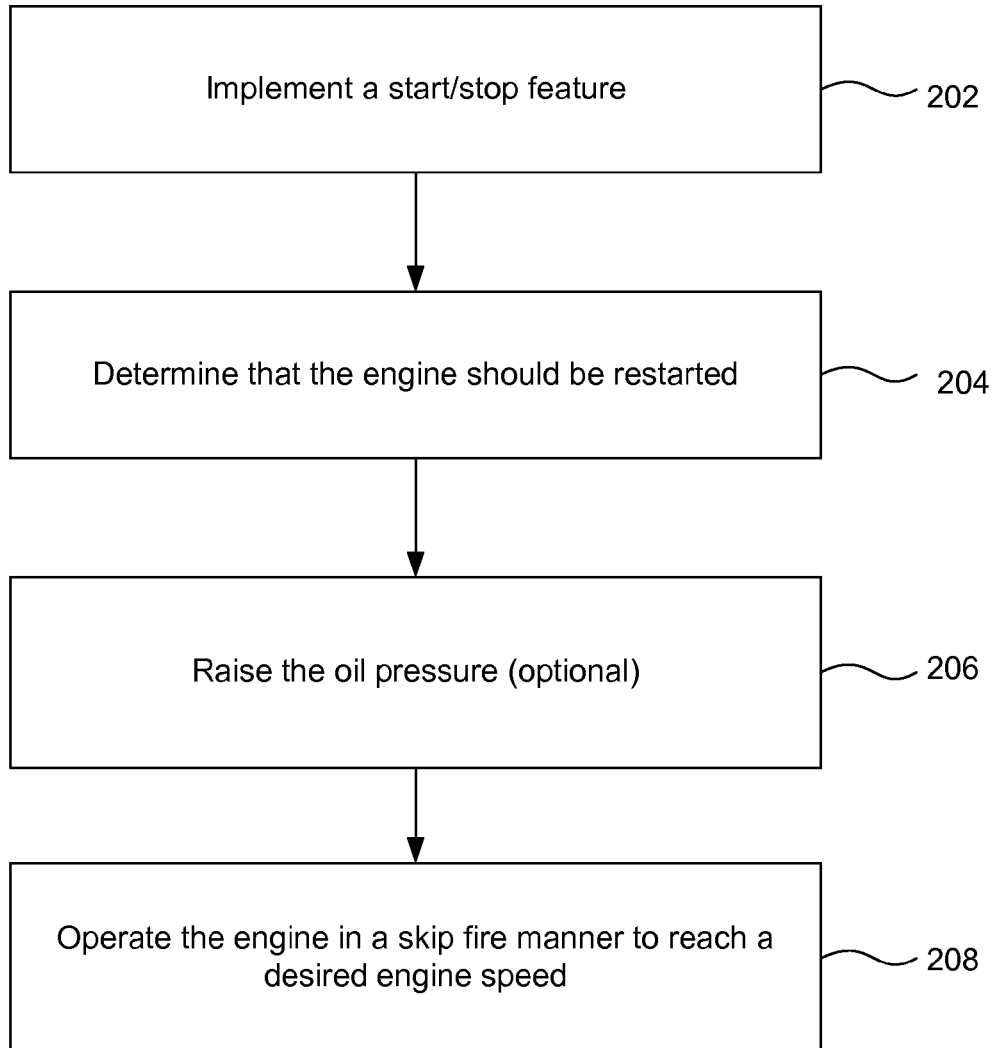 Implement a start/stop feature
202
Determine that the engine should be restarted
204
Raise the oil pressure (optional)
206
Operate the engine in a skip fire manner to reach a
desired engine speed
208